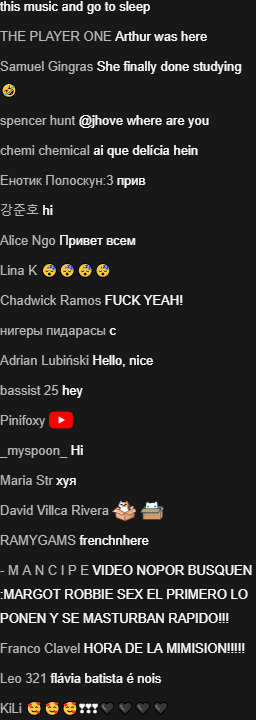 this music and go to sleep
THE PLAYER ONE Arthur was here
Samuel Gingras She finally done studying
🤣
spencer hunt @jhove where are you
chemi chemical ai que delícia hein
Енотик Полоскун:3 прив
강준호 hi
Alice Ngo Привет всем
Lina K 😴😴😴😴
Chadwick Ramos FUCK YEAH!
нигеры пидарасы с
Adrian Lubiński Hello, nice
bassist 25 hey
Pinifoxy
_myspoon_ Hi
Maria Str хуя
David Villca Rivera
RAMYGAMS frenchnhere
- M A N C I P E VIDEO NOPOR BUSQUEN
:MARGOT ROBBIE SEX EL PRIMERO LO
PONEN Y SE MASTURBAN RAPIDO!!!
Franco Clavel HORA DE LA MIMISION!!!!!
Leo 321 flávia batista é nois
KiLi 🥰🥰🥰❣❣❣🖤🖤🖤🖤